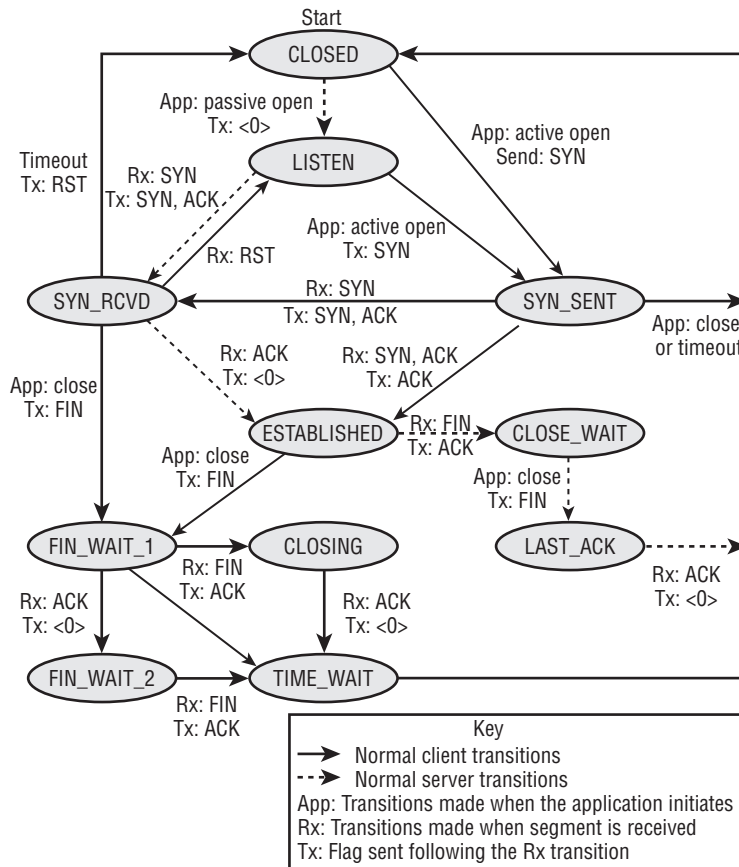 Start
CLOSED
App: passive open
Tx: <0>
App: active open
Send: SYN
LISTEN
Timeout
Tx: RST
Rx: SYN
Tx: SYN, ACK
Rx: RST
App: active open
Tx: SYN
SYN_RCVD
Rx: SYN
Tx: SYN, ACK
SYN_SENT
App: close
or timeout
App: close
Tx: FIN
Rx: ACK
Tx: <0>
Rx: SYN, ACK
Tx: ACK
ESTABLISHED
Rx: FIN
Tx: ACK
CLOSE_WAIT
App: close
Tx: FIN
App: close
Tx: FIN
FIN_WAIT_1
CLOSING
LAST_ACK
Rx: FIN
Tx: ACK
Rx: ACK
Tx: <0>
Rx: ACK
Tx: <0>
Rx: ACK
Tx: <0>
FIN_WAIT_2
TIME_WAIT
Rx: FIN
Tx: ACK
Key
Normal client transitions
Normal server transitions
App: Transitions made when the application initiates
Rx: Transitions made when segment is received
Tx: Flag sent following the Rx transition